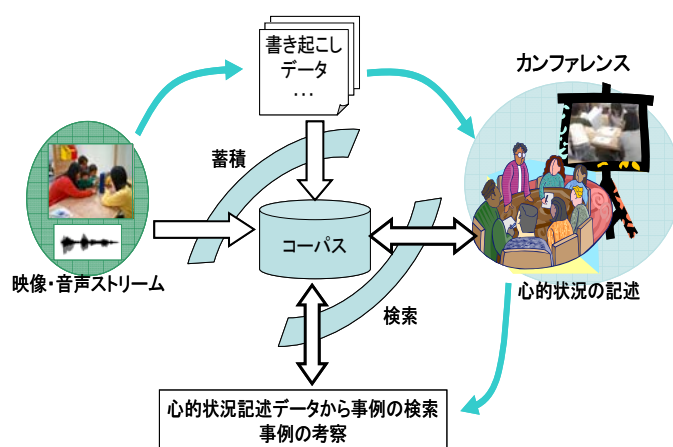 書き起こし
データ
…
カンファレンス
蓄積
コーパス
映像・音声ストリーム
心的状況の記述
検索
心的状況記述データから事例の検索
事例の考察